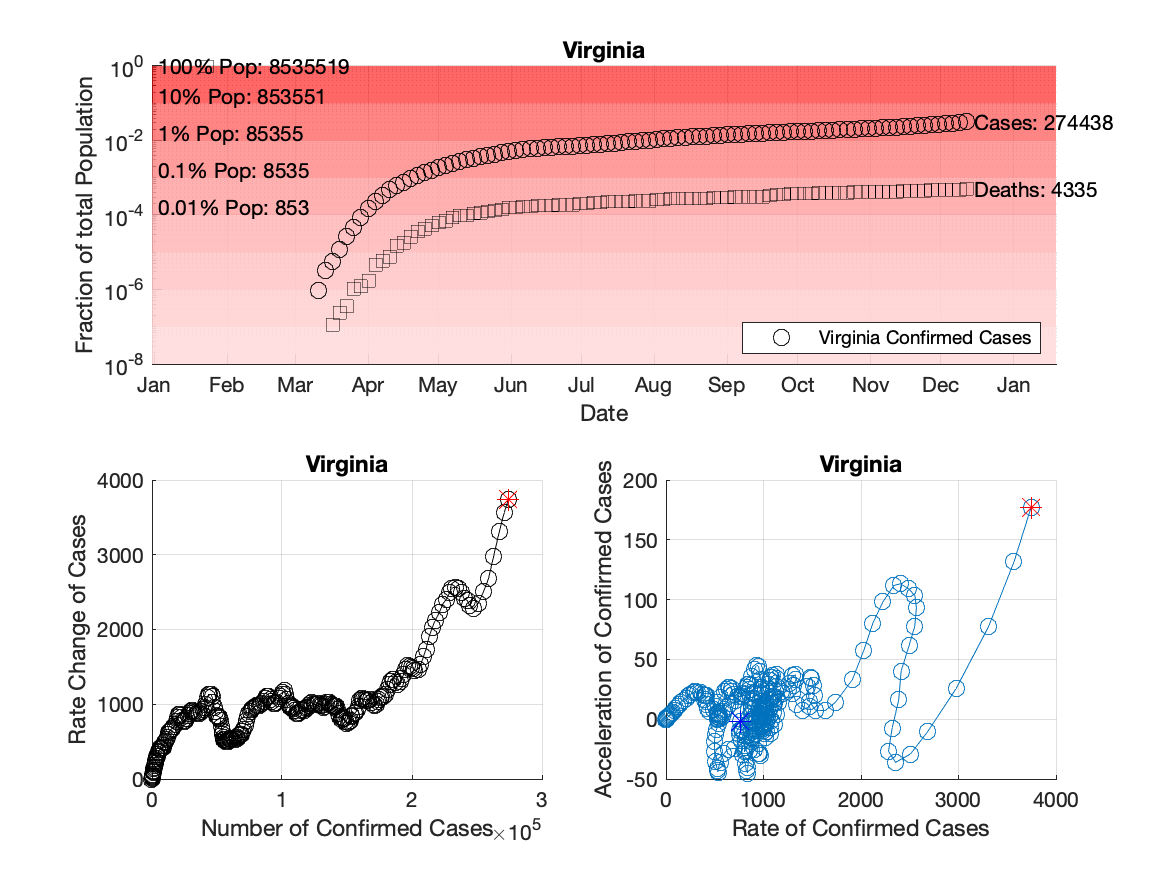 Virginia
10^0
10^-2
10^-4
10^-6
10^-8
Fraction of total Population
100% Pop: 8535519
10% Pop: 853551
1% Pop: 85355
0.1% Pop: 8535
0.01% Pop: 853
Cases: 274438
Deaths: 4335
Virginia Confirmed Cases
Jan Feb Mar Apr May Jun Jul Aug Sep Oct Nov Dec Jan
Date
Virginia
4000
3000
2000
1000
0
Rate Change of Cases
0 1 2 3
Number of Confirmed Cases
×10^5
Virginia
200
150
100
50
0
-50
Acceleration of Confirmed Cases
0 1000 2000 3000 4000
Rate of Confirmed Cases